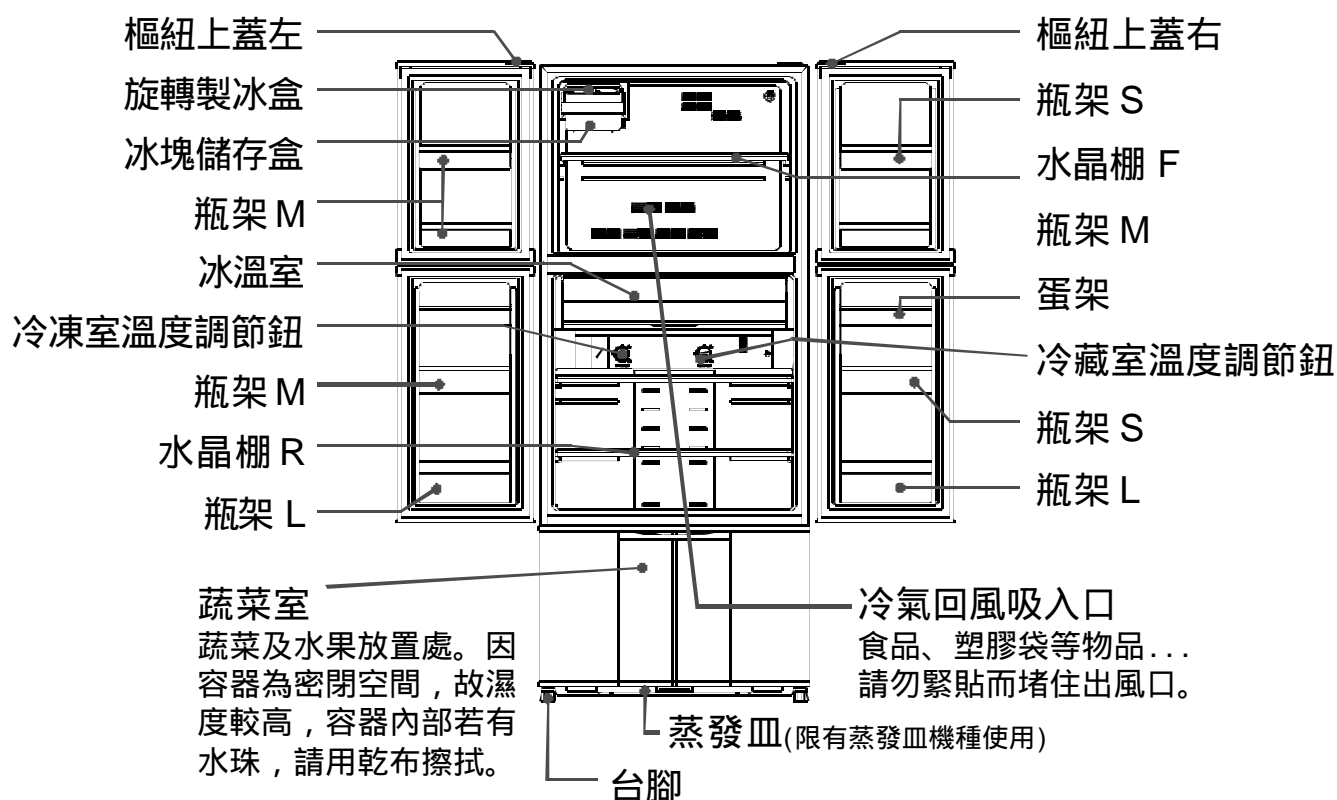 樞紐上蓋左
旋轉製冰盒
冰塊儲存盒
瓶架 M
冰溫室
冷凍室溫度調節鈕
瓶架 M
水晶棚 R
瓶架 L
樞紐上蓋右
瓶架 S
水晶棚 F
瓶架 M
蛋架
冷藏室溫度調節鈕
瓶架 S
瓶架 L
蔬菜室
蔬菜及水果放置處。因
容器為密閉空間，故濕
度較高，容器內部若有
水珠，請用乾布擦拭。
冷氣回風吸入口
食品、塑膠袋等物品...
請勿緊貼而堵住出風口。
蒸發皿(限有蒸發皿機種使用)
台腳